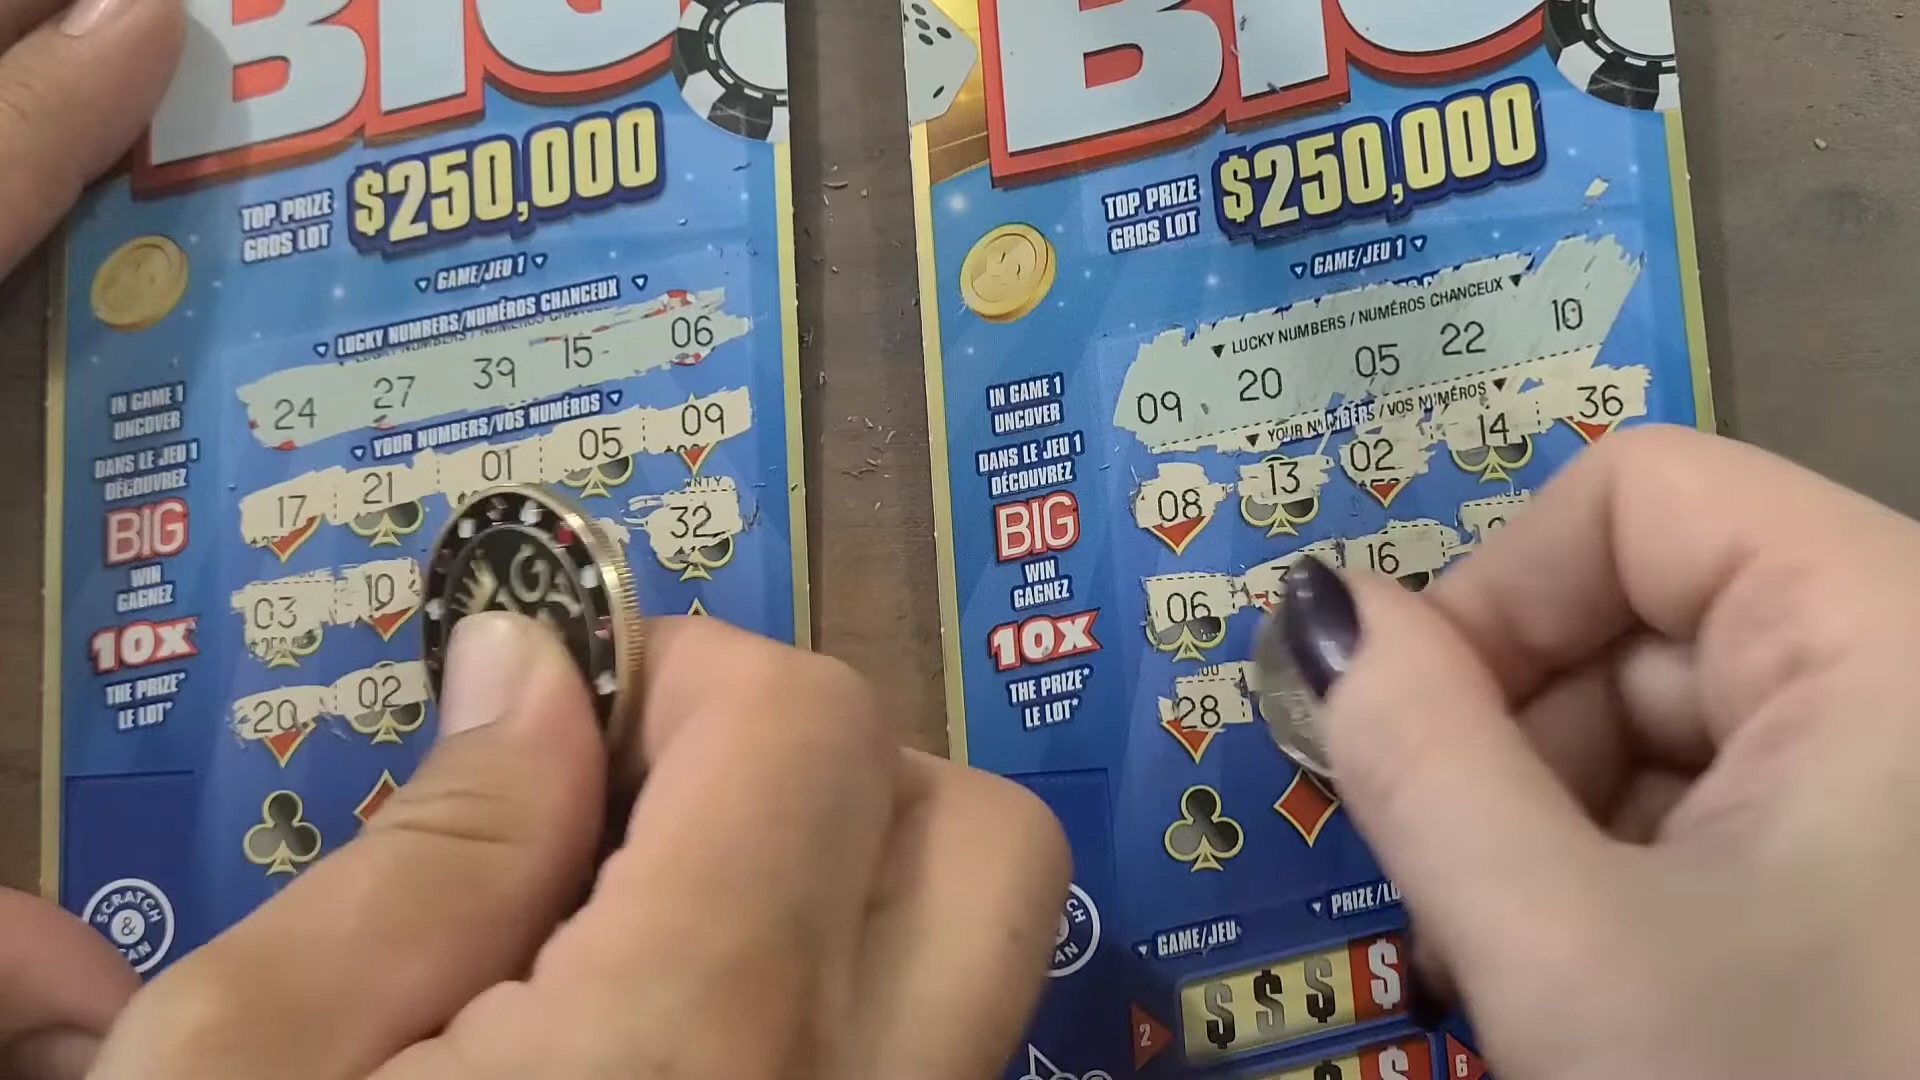 BIG
$250,000
TOP PRIZE
GROS LOT
GAME/JEU 1
LUCKY NUMBERS/NUMÉROS CHANCEUX
24 27 39 15 06
YOUR NUMBERS/VOS NUMÉROS
17 21 01 05 09
32
03 10
20 02
IN GAME 1
UNCOVER
DANS LE JEU 1
DÉCOUVREZ
BIG
WIN
GAGNEZ
10X
THE PRIZE*
LE LOT*
SCRATCH
&
BIG
$250,000
TOP PRIZE
GROS LOT
GAME/JEU 1
LUCKY NUMBERS / NUMÉROS CHANCEUX
09 20 05 22 10
YOUR NUMBERS / VOS NUMÉROS
08 13 02 14 36
06 16
28
IN GAME 1
UNCOVER
DANS LE JEU 1
DÉCOUVREZ
BIG
WIN
GAGNEZ
10X
THE PRIZE*
LE LOT*
GAME/JEU
2
$ $ $ $
$
6